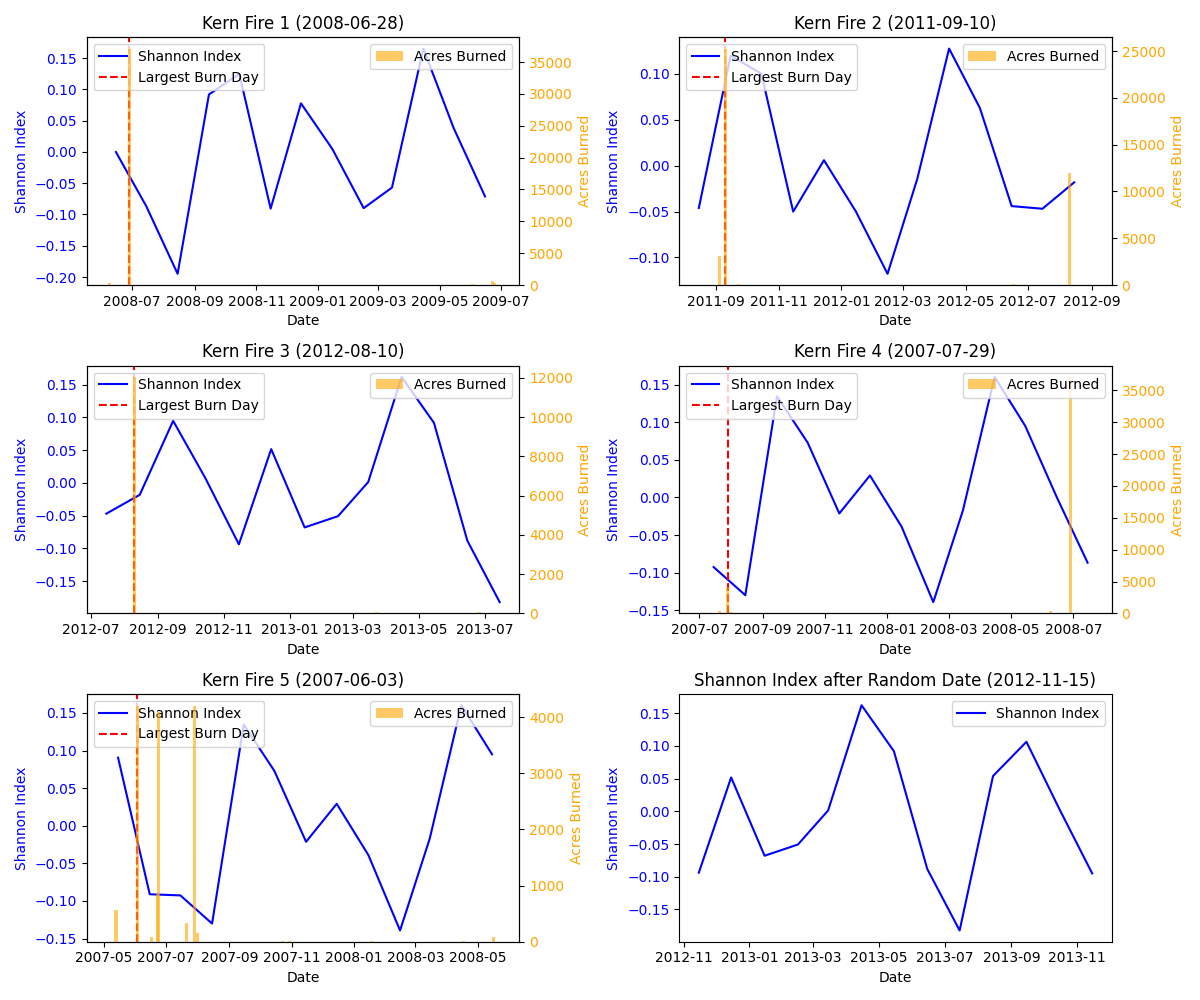 Kern Fire 1 (2008-06-28)
Shannon Index
Largest Burn Day
Acres Burned
0.15
0.10
0.05
0.00
−0.05
−0.10
−0.15
−0.20
Shannon Index
35000
30000
25000
20000
15000
10000
5000
0
Acres Burned
2008-07 2008-09 2008-11 2009-01 2009-03 2009-05 2009-07
Date
Kern Fire 2 (2011-09-10)
Shannon Index
Largest Burn Day
Acres Burned
0.10
0.05
0.00
−0.05
−0.10
Shannon Index
25000
20000
15000
10000
5000
0
Acres Burned
2011-09 2011-11 2012-01 2012-03 2012-05 2012-07 2012-09
Date
Kern Fire 3 (2012-08-10)
Shannon Index
Largest Burn Day
Acres Burned
0.15
0.10
0.05
0.00
−0.05
−0.10
−0.15
Shannon Index
12000
10000
8000
6000
4000
2000
0
Acres Burned
2012-07 2012-09 2012-11 2013-01 2013-03 2013-05 2013-07
Date
Kern Fire 4 (2007-07-29)
Shannon Index
Largest Burn Day
Acres Burned
0.15
0.10
0.05
0.00
−0.05
−0.10
−0.15
Shannon Index
35000
30000
25000
20000
15000
10000
5000
0
Acres Burned
2007-07 2007-09 2007-11 2008-01 2008-03 2008-05 2008-07
Date
Kern Fire 5 (2007-06-03)
Shannon Index
Largest Burn Day
Acres Burned
0.15
0.10
0.05
0.00
−0.05
−0.10
−0.15
Shannon Index
4000
3000
2000
1000
0
Acres Burned
2007-05 2007-07 2007-09 2007-11 2008-01 2008-03 2008-05
Date
Shannon Index after Random Date (2012-11-15)
Shannon Index
0.15
0.10
0.05
0.00
−0.05
−0.10
−0.15
Shannon Index
2012-11 2013-01 2013-03 2013-05 2013-07 2013-09 2013-11
Date